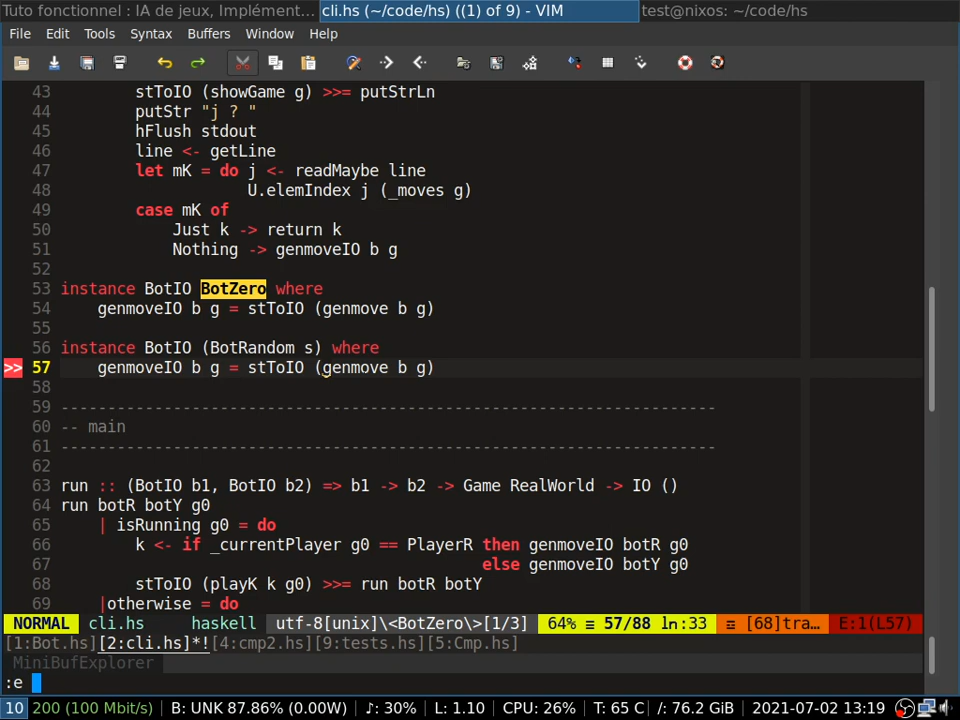 Tuto fonctionnel : IA de jeux, Implément… cli.hs (~/code/hs) ((1) of 9) - VIM test@nixos: ~/code/hs
File Edit Tools Syntax Buffers Window Help
43 stToIO (showGame g) >>= putStrLn
44 putStr "j ? "
45 hFlush stdout
46 line <- getLine
47 let mK = do j <- readMaybe line
48 U.elemIndex j (_moves g)
49 case mK of
50 Just k -> return k
51 Nothing -> genmoveIO b g
52
53 instance BotIO BotZero where
54 genmoveIO b g = stToIO (genmove b g)
55
56 instance BotIO (BotRandom s) where
>> 57 genmoveIO b g = stToIO (genmove b g)
58
59 ----------------------------------------------------------------------
60 -- main
61 ----------------------------------------------------------------------
62
63 run :: (BotIO b1, BotIO b2) => b1 -> b2 -> Game RealWorld -> IO ()
64 run botR botY g0
65 | isRunning g0 = do
66 k <- if _currentPlayer g0 == PlayerR then genmoveIO botR g0
67 else genmoveIO botY g0
68 stToIO (playK k g0) >>= run botR botY
69 |otherwise = do
NORMAL cli.hs haskell utf-8[unix]\<BotZero\>[1/3] 64% ≡ 57/88 ln:33 ≡ [68]tra… E:1(L57)
[1:Bot.hs][2:cli.hs]*![4:cmp2.hs][9:tests.hs][5:Cmp.hs]
MiniBufExplorer
:e
10 200 (100 Mbit/s) B: UNK 87.86% (0.00W) ♪: 30% L: 1.10 CPU: 26% T: 65 C /: 76.2 GiB 2021-07-02 13:19